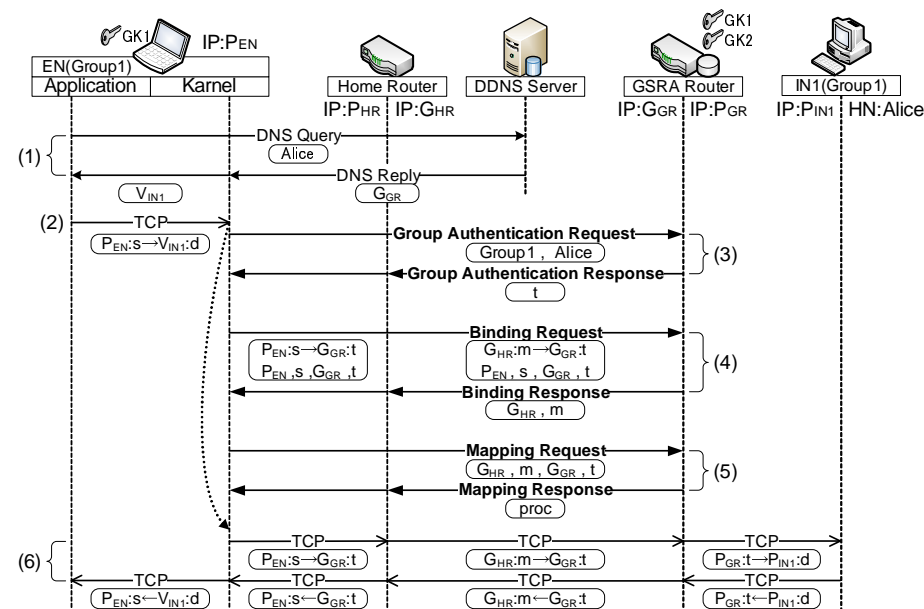 GK1
IP:PEN
GK1
GK2
EN(Group1)
Application Karnel
Home Router
DDNS Server
GSRA Router
IN1(Group1)
IP:PHR IP:GHR
IP:GGR IP:PGR
IP:PIN1 HN:Alice
(1)
DNS Query
Alice
DNS Reply
VIN1
GGR
(2)
TCP
PEN:s→VIN1:d
Group Authentication Request
Group1 , Alice
(3)
Group Authentication Response
t
Binding Request
PEN:s→GGR:t
GHR:m→GGR:t
PEN ,s ,GGR ,t
PEN , s , GGR , t
(4)
Binding Response
GHR , m
Mapping Request
GHR , m , GGR , t
(5)
Mapping Response
proc
(6)
TCP TCP TCP
PEN:s→GGR:t
GHR:m→GGR:t
PGR:t→PIN1:d
TCP TCP TCP TCP
PEN:s←VIN1:d
PEN:s←GGR:t
GHR:m←GGR:t
PGR:t←PIN1:d